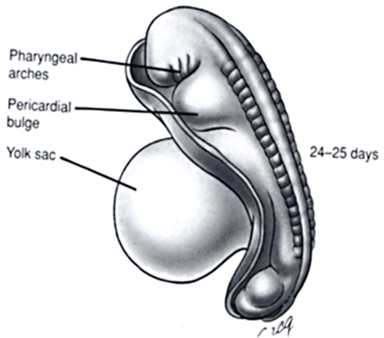 Pharyngeal
arches
Pericardial
bulge
Yolk sac
24–25 days